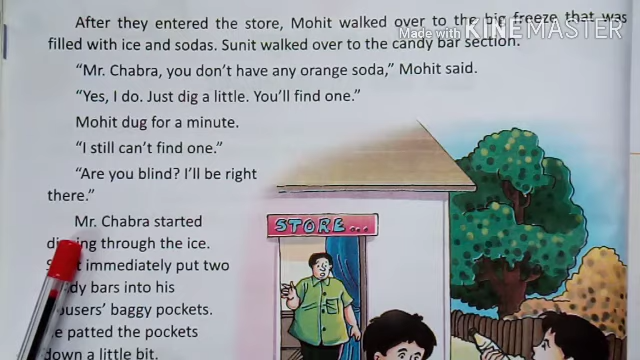 Made with KINEMASTER
After they entered the store, Mohit walked over to the big freeze that was
filled with ice and sodas. Sunit walked over to the candy bar section.
“Mr. Chabra, you don’t have any orange soda,” Mohit said.
“Yes, I do. Just dig a little. You’ll find one.”
Mohit dug for a minute.
“I still can’t find one.”
“Are you blind? I’ll be right
there.”
Mr. Chabra started
through the ice.
immediately put two
bars into his
baggy pockets.
patted the pockets
down a little bit.
STORE...